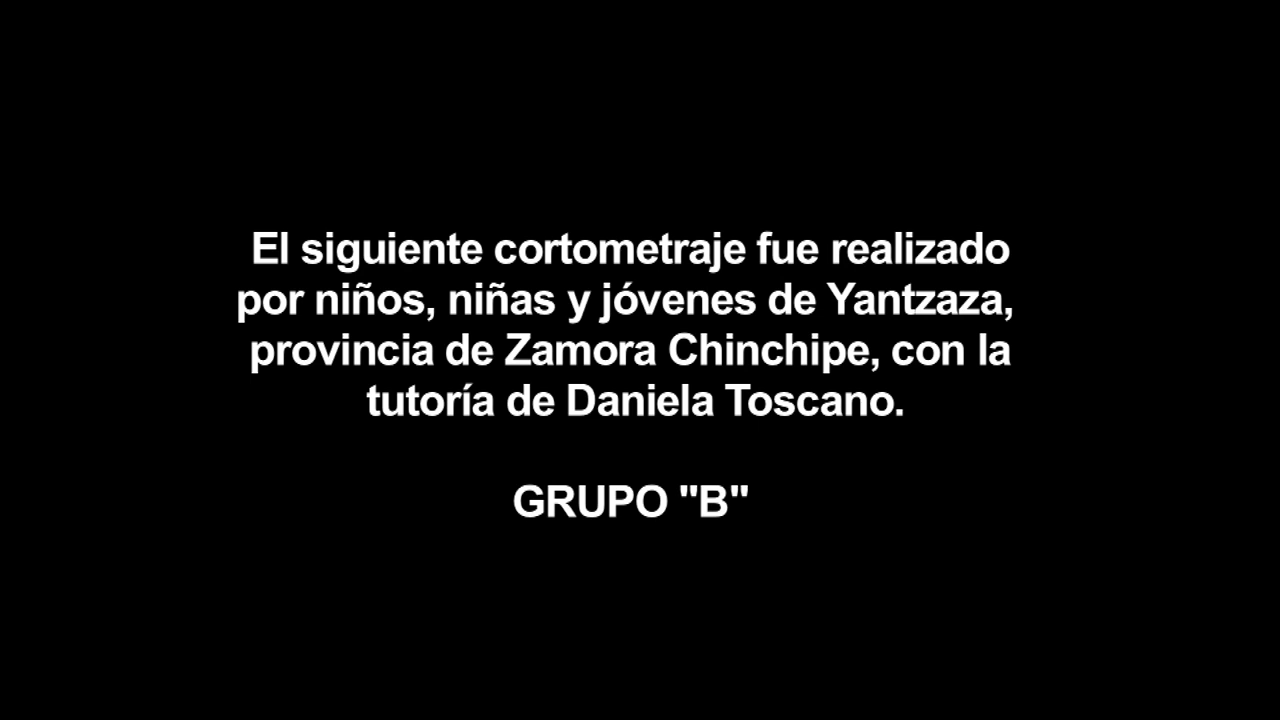 El siguiente cortometraje fue realizado
por niños, niñas y jóvenes de Yantzaza,
provincia de Zamora Chinchipe, con la
tutoría de Daniela Toscano.
GRUPO "B"